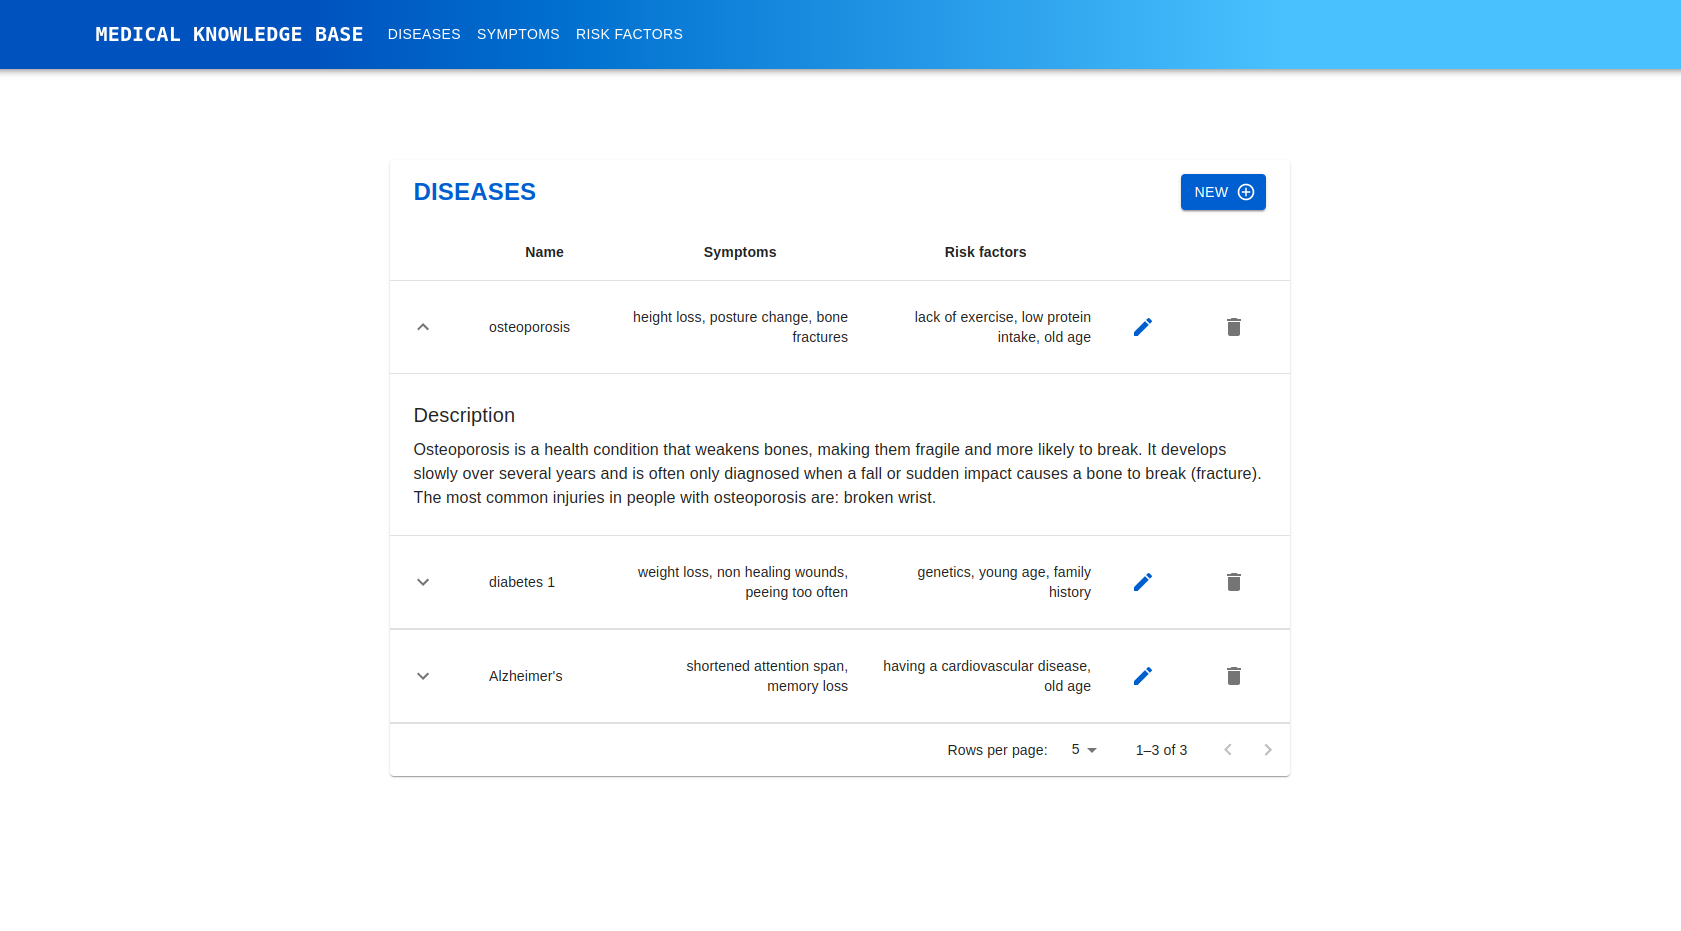 MEDICAL KNOWLEDGE BASE DISEASES SYMPTOMS RISK FACTORS
DISEASES NEW
Name Symptoms Risk factors
osteoporosis
height loss, posture change, bone
fractures
lack of exercise, low protein
intake, old age
Description
Osteoporosis is a health condition that weakens bones, making them fragile and more likely to break. It develops
slowly over several years and is often only diagnosed when a fall or sudden impact causes a bone to break (fracture).
The most common injuries in people with osteoporosis are: broken wrist.
diabetes 1
weight loss, non healing wounds,
peeing too often
genetics, young age, family
history
Alzheimer's
shortened attention span,
memory loss
having a cardiovascular disease,
old age
Rows per page: 5 1–3 of 3